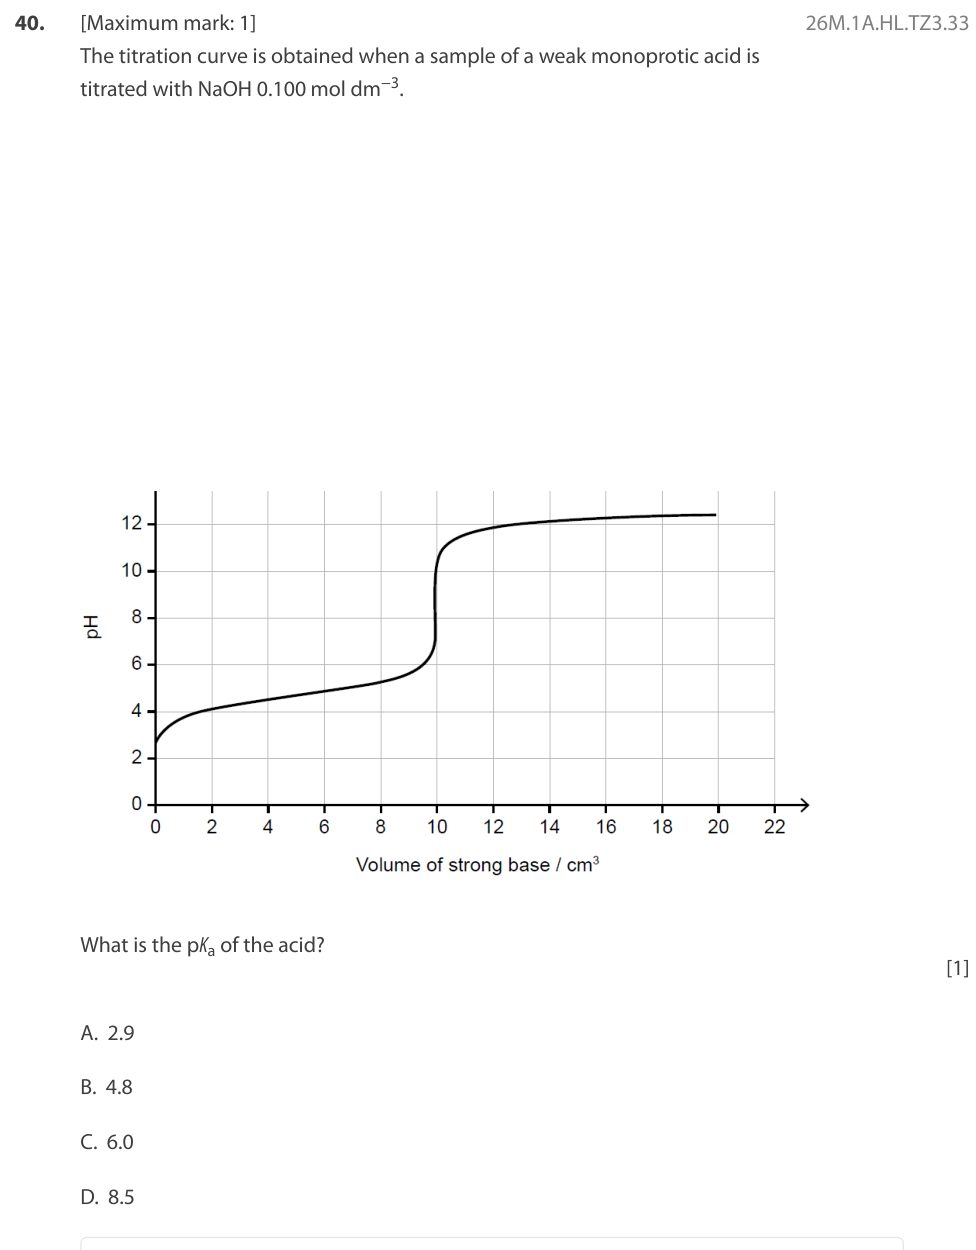 40. [Maximum mark: 1] 26M.1A.HL.TZ3.33
The titration curve is obtained when a sample of a weak monoprotic acid is
titrated with NaOH 0.100 mol dm⁻³.
12
10
8
6
4
2
0
pH
0 2 4 6 8 10 12 14 16 18 20 22
Volume of strong base / cm³
What is the pKₐ of the acid?
[1]
A. 2.9
B. 4.8
C. 6.0
D. 8.5